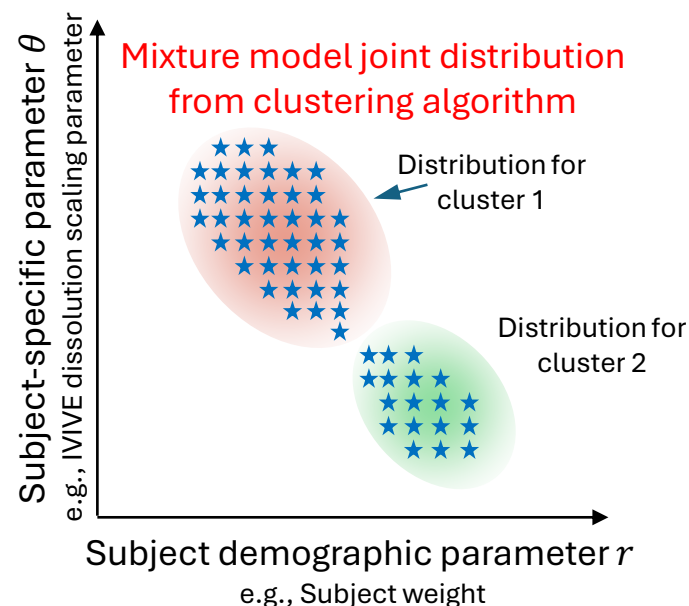 Mixture model joint distribution
from clustering algorithm
Distribution for
cluster 1
Distribution for
cluster 2
Subject-specific parameter θ
e.g., IVIVE dissolution scaling parameter
Subject demographic parameter r
e.g., Subject weight